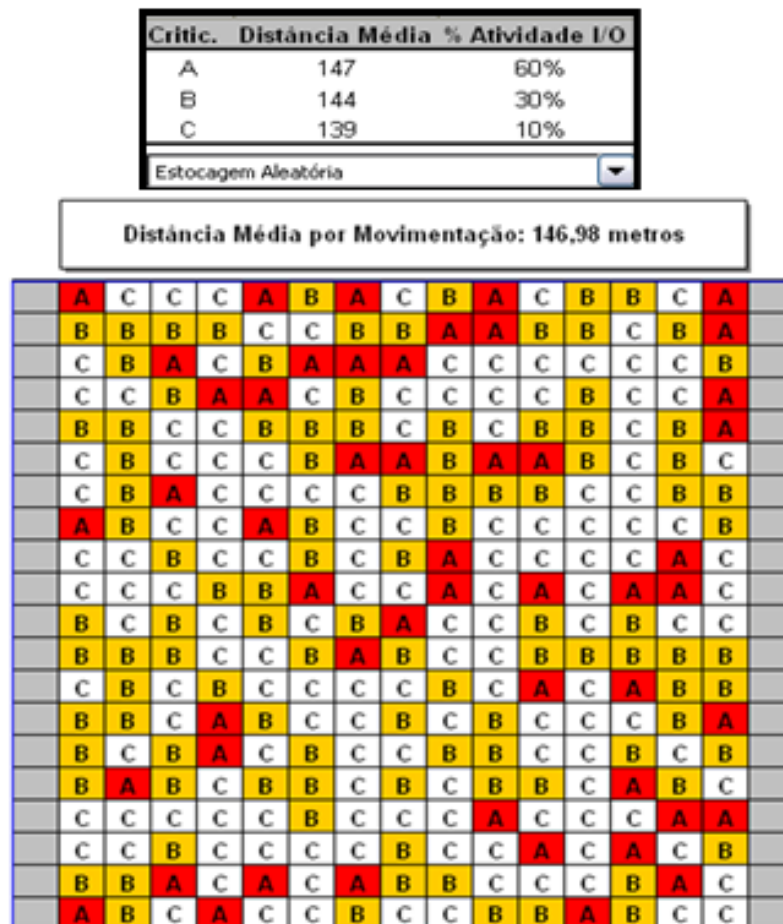 Critic. Distância Média % Atividade I/O
A 147 60%
B 144 30%
C 139 10%
Estocagem Aleatória
Distância Média por Movimentação: 146,98 metros
A C C C A B A C B A C B B C A
B B B B C C B B A A B B C B A
C B A C B A A A C C C C C C B
C C B A A C B C C C C B C C A
B B C C B B B C B C B B C B A
C B C C C B A A B A A B C B C
C B A C C C C B B B B C C B B
A B C C A B C C B C C C C C B
C C B C C B C B A C C C C A C
C C C B B A C C A C A C A A C
B C B C B C B A C C B C B C C
B B B C C B A B C C B B B B B
C B C B C C C C B C A C A B B
B B C A B C C B C B C C C B A
B C B A C B C C B B C C B C B
B A B C B B C B C B B C A B C
C C C C C B C C C A C C C A A
C C B C C C C B C C A C A C B
B B A C A C A B B C C C B A C
A B C A C C B C C B B A B C C